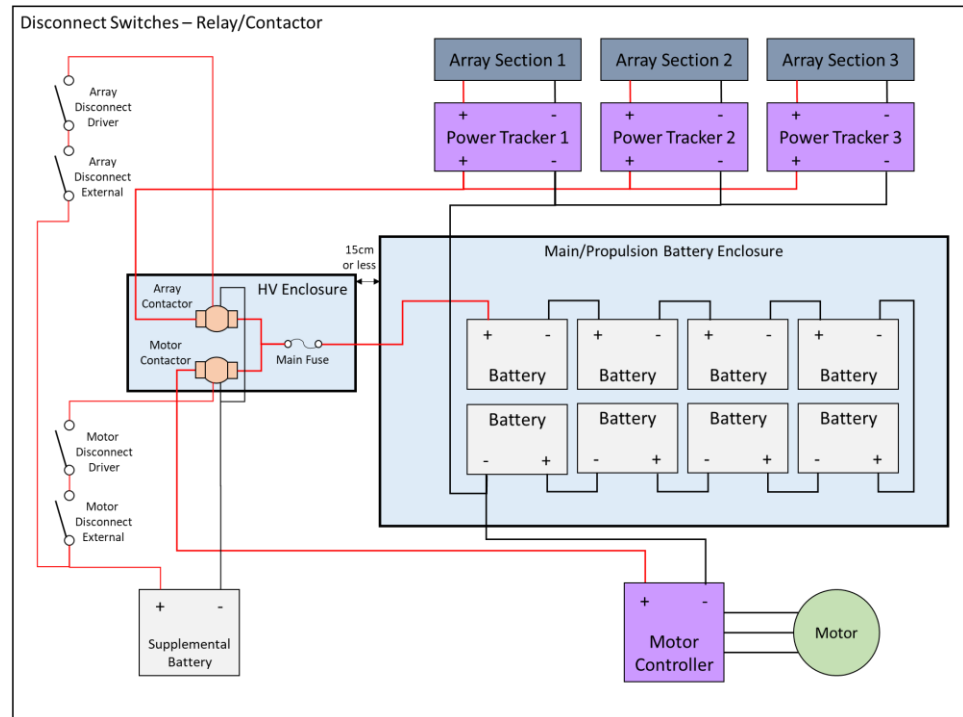 Disconnect Switches – Relay/Contactor
Array Section 1
Array Section 2
Array Section 3
+ -
Power Tracker 1
+ -
+ -
Power Tracker 2
+ -
+ -
Power Tracker 3
+ -
Array
Disconnect
Driver
Array
Disconnect
External
15cm
or less
Main/Propulsion Battery Enclosure
HV Enclosure
Array
Contactor
Motor
Contactor
Main Fuse
+ -
Battery
+ -
Battery
+ -
Battery
+ -
Battery
Battery
- +
Battery
- +
Battery
- +
Battery
- +
Motor
Disconnect
Driver
Motor
Disconnect
External
+ -
Supplemental
Battery
+ -
Motor
Controller
Motor